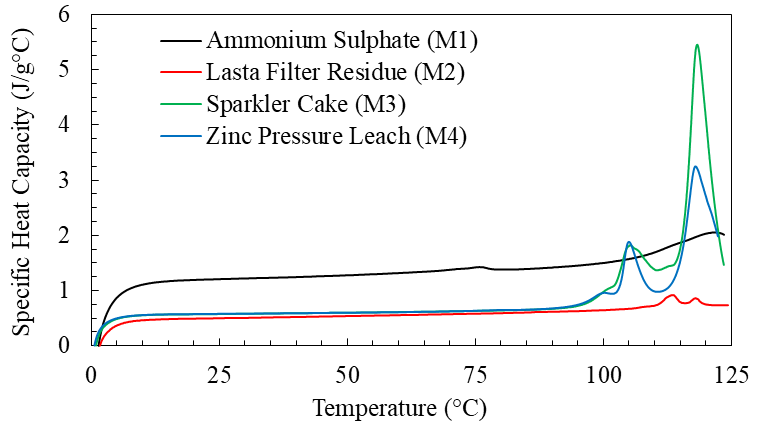 Specific Heat Capacity (J/g°C)
6
5
4
3
2
1
0
Ammonium Sulphate (M1)
Lasta Filter Residue (M2)
Sparkler Cake (M3)
Zinc Pressure Leach (M4)
0 25 50 75 100 125
Temperature (°C)